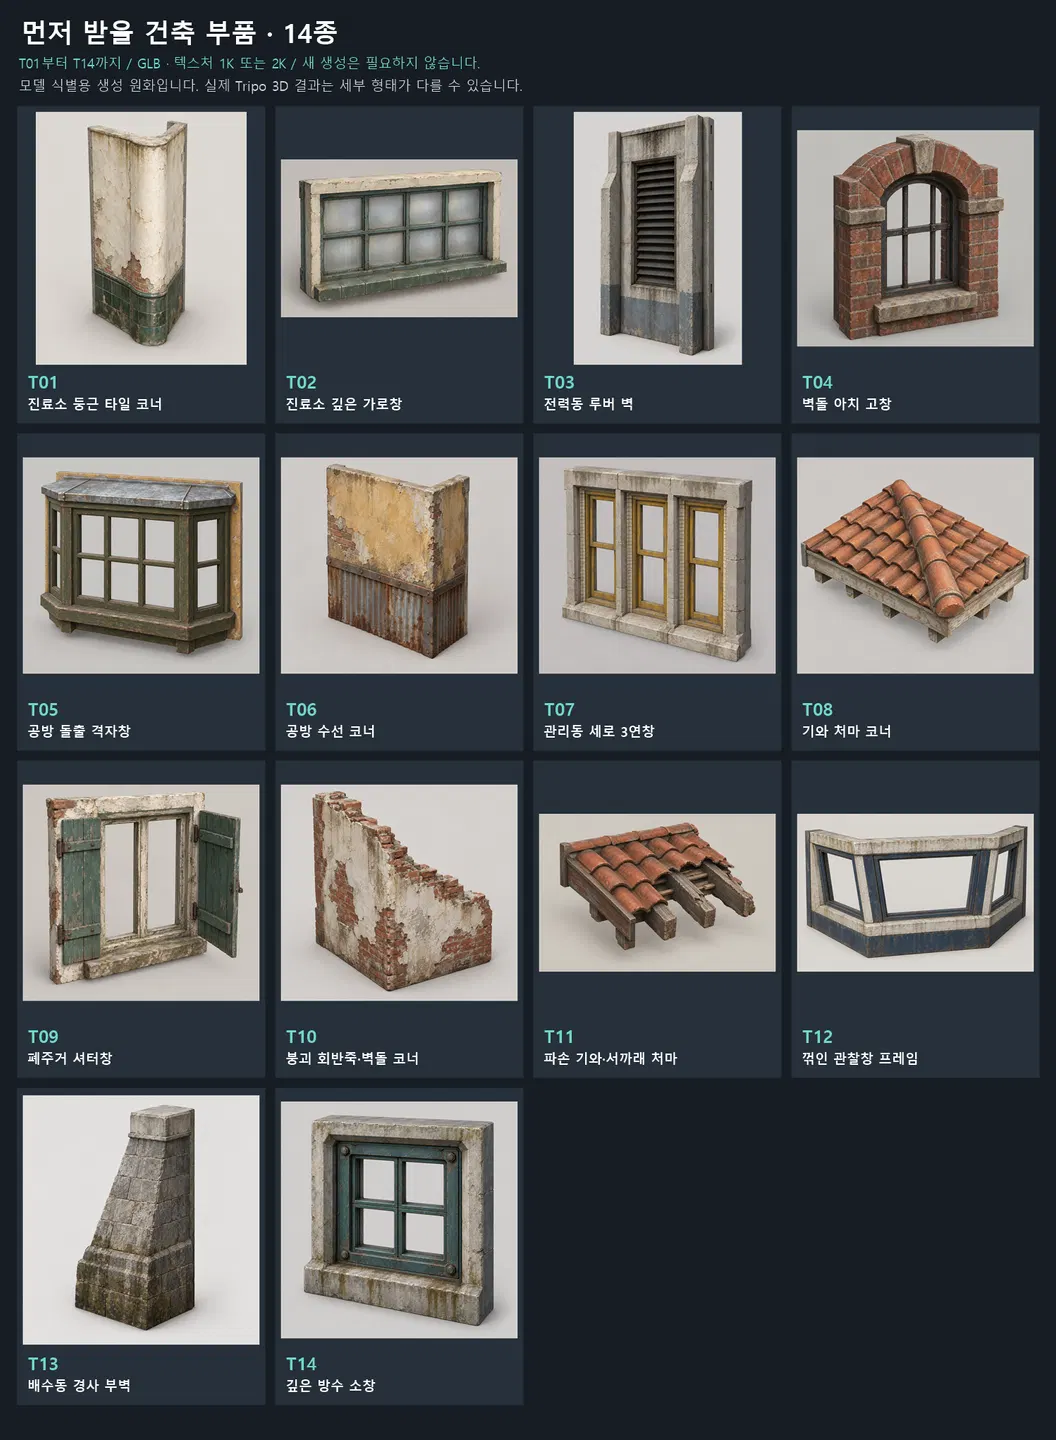 먼저 받을 건축 부품 · 14종
T01부터 T14까지 / GLB · 텍스처 1K 또는 2K / 새 생성은 필요하지 않습니다.
모델 식별용 생성 원화입니다. 실제 Tripo 3D 결과는 세부 형태가 다를 수 있습니다.
T01
진료소 둥근 타일 코너
T02
진료소 깊은 가로창
T03
전력동 루버 벽
T04
벽돌 아치 고창
T05
공방 돌출 격자창
T06
공방 수선 코너
T07
관리동 세로 3연창
T08
기와 처마 코너
T09
폐주거 셔터창
T10
붕괴 회반죽·벽돌 코너
T11
파손 기와·서까래 처마
T12
꺾인 관찰창 프레임
T13
배수동 경사 부벽
T14
깊은 방수 소창